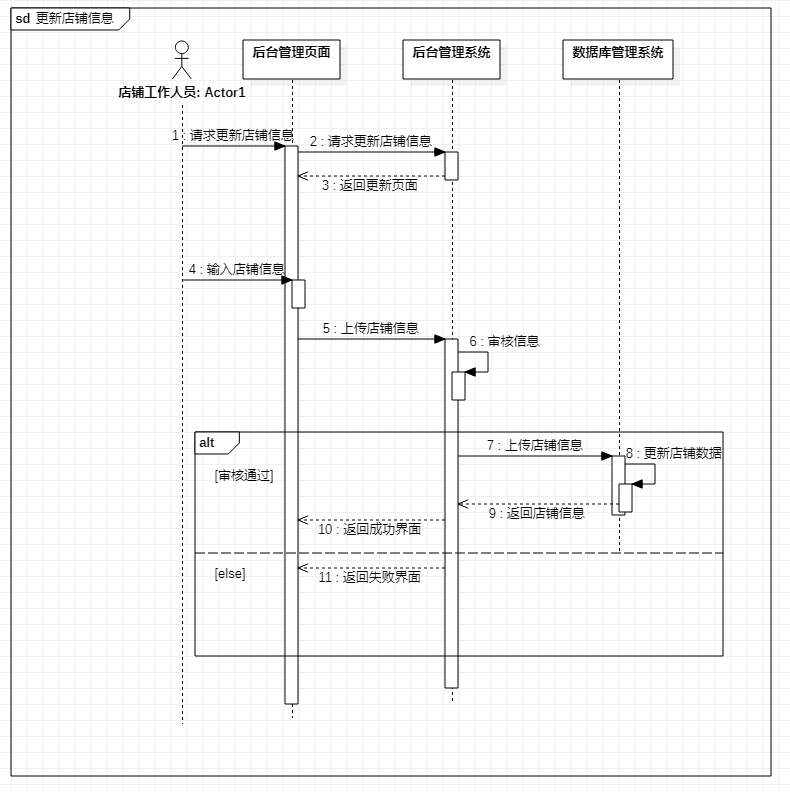 sd 更新店铺信息
后台管理页面
后台管理系统
数据库管理系统
店铺工作人员: Actor1
1 : 请求更新店铺信息
2 : 请求更新店铺信息
3 : 返回更新页面
4 : 输入店铺信息
5 : 上传店铺信息
6 : 审核信息
alt
7 : 上传店铺信息
8 : 更新店铺数据
[审核通过]
9 : 返回店铺信息
10 : 返回成功界面
[else]
11 : 返回失败界面